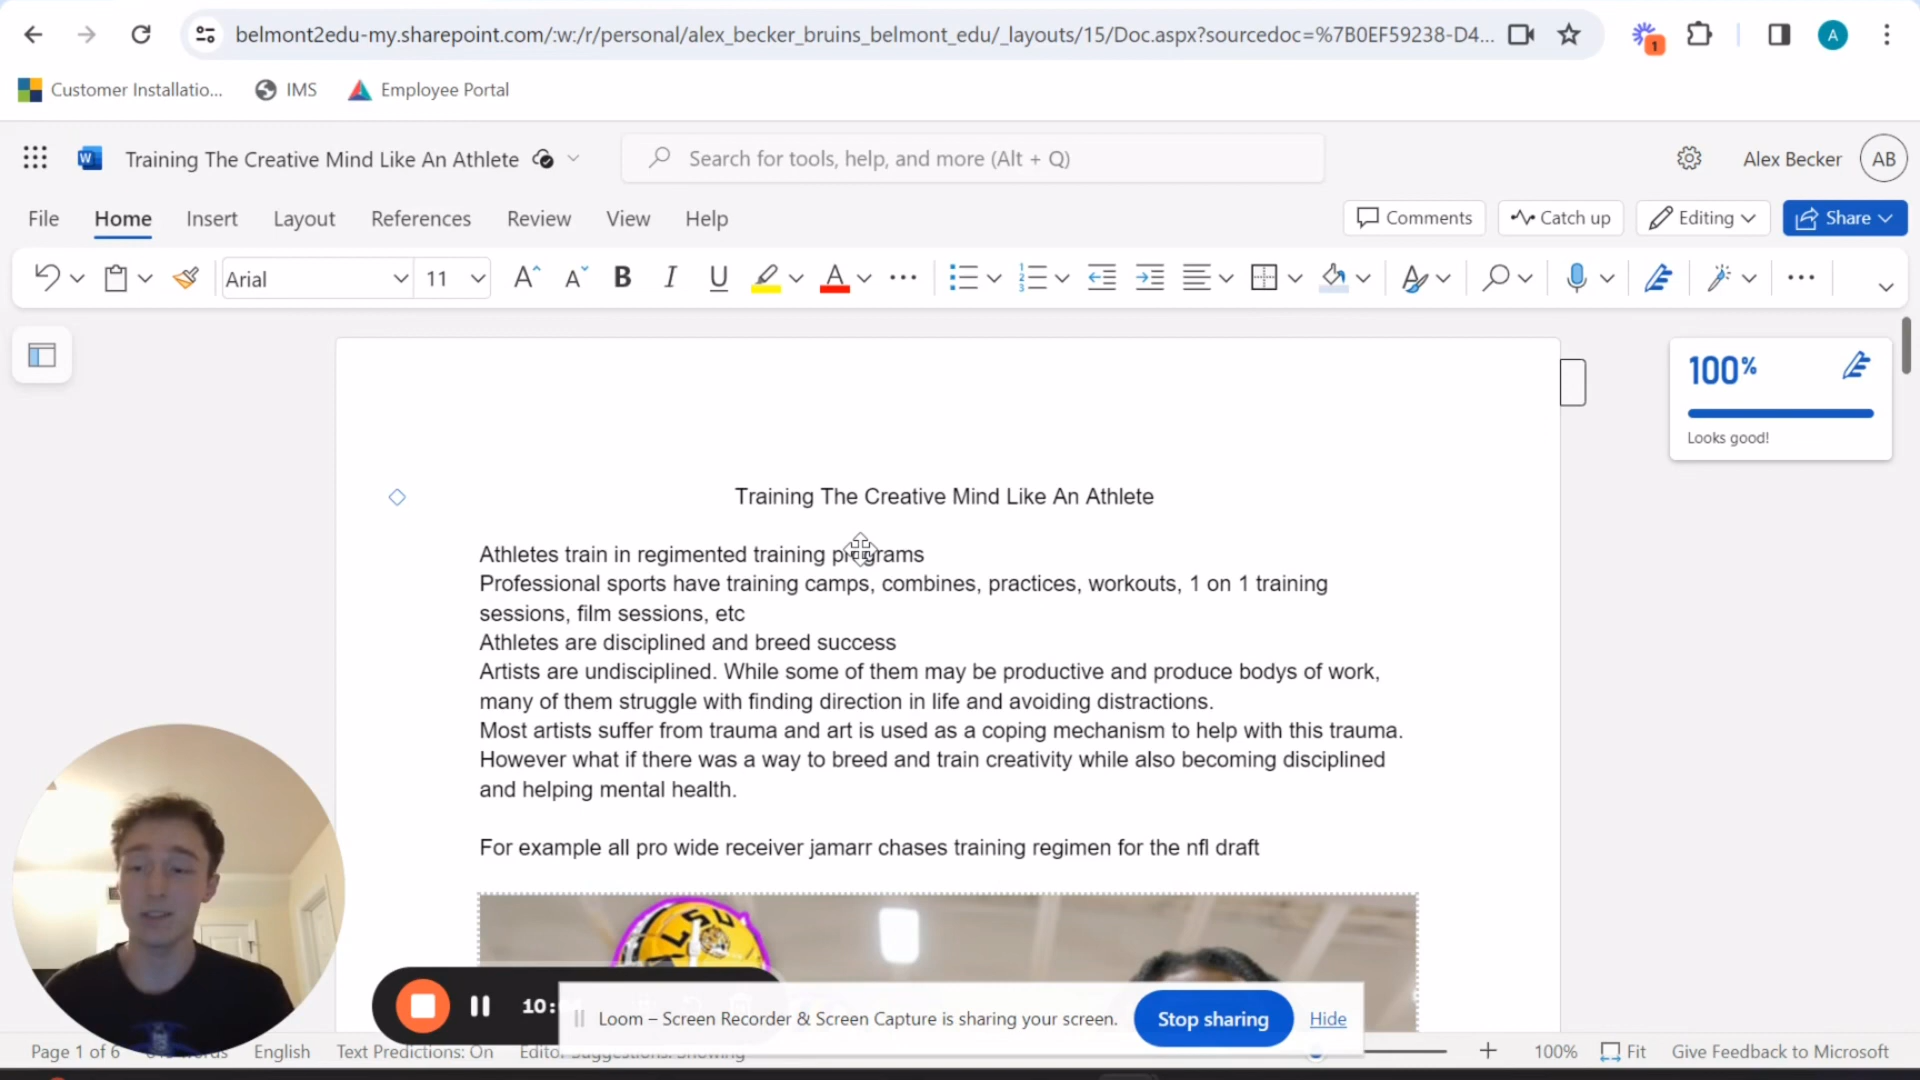 belmont2edu-my.sharepoint.com/:w:/r/personal/alex_becker_bruins_belmont_edu/_layouts/15/Doc.aspx?sourcedoc=%7B0EF59238-D4...
1
A
Customer Installatio...
IMS
Employee Portal
W
Training The Creative Mind Like An Athlete
Search for tools, help, and more (Alt + Q)
Alex Becker
AB
File
Home
Insert
Layout
References
Review
View
Help
Comments
Catch up
Editing
Share
Arial
11
100%
Looks good!
Training The Creative Mind Like An Athlete
Athletes train in regimented training programs
Professional sports have training camps, combines, practices, workouts, 1 on 1 training
sessions, film sessions, etc
Athletes are disciplined and breed success
Artists are undisciplined. While some of them may be productive and produce bodys of work,
many of them struggle with finding direction in life and avoiding distractions.
Most artists suffer from trauma and art is used as a coping mechanism to help with this trauma.
However what if there was a way to breed and train creativity while also becoming disciplined
and helping mental health.
For example all pro wide receiver jamarr chases training regimen for the nfl draft
LSU
10:
Loom – Screen Recorder & Screen Capture is sharing your screen.
Stop sharing
Hide
Page 1 of 6
English
Text Predictions: On
100%
Fit
Give Feedback to Microsoft